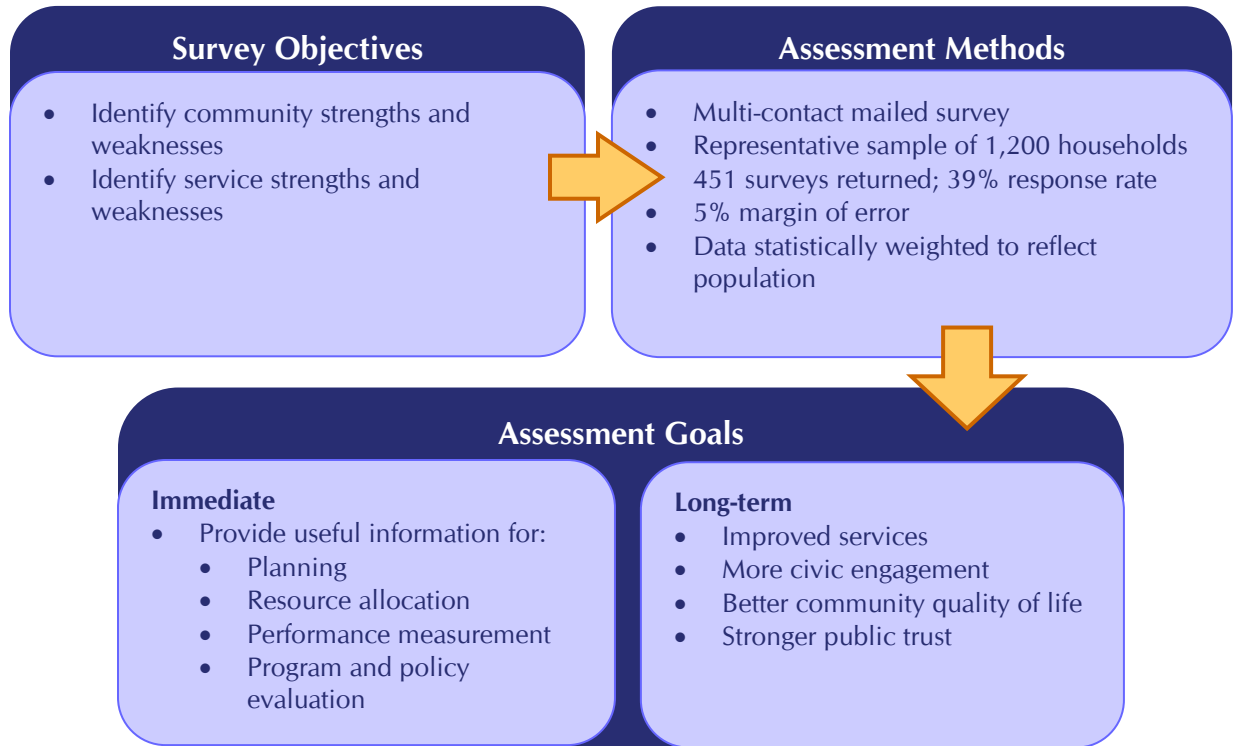 Survey Objectives
• Identify community strengths and
weaknesses
• Identify service strengths and
weaknesses
Assessment Methods
• Multi-contact mailed survey
• Representative sample of 1,200 households
451 surveys returned; 39% response rate
• 5% margin of error
• Data statistically weighted to reflect
population
Assessment Goals
Immediate
• Provide useful information for:
• Planning
• Resource allocation
• Performance measurement
• Program and policy
evaluation
Long-term
• Improved services
• More civic engagement
• Better community quality of life
• Stronger public trust